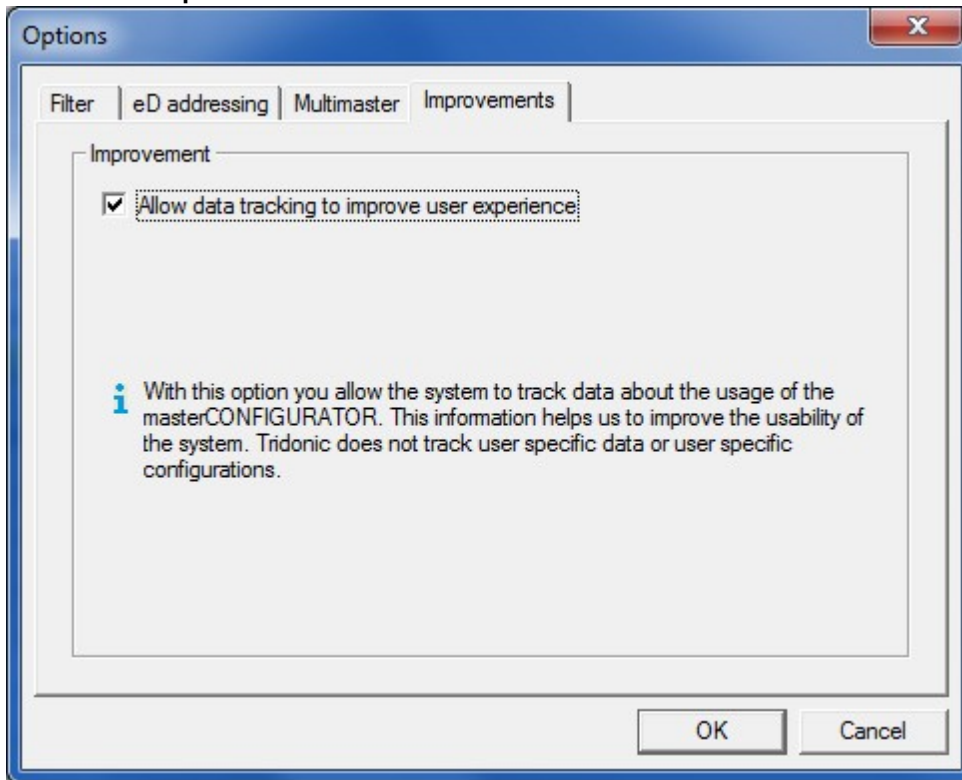 Options
Filter
eD addressing
Multimaster
Improvements
Improvement
Allow data tracking to improve user experience
With this option you allow the system to track data about the usage of the
masterCONFIGURATOR. This information helps us to improve the usability of
the system. Tridonic does not track user specific data or user specific
configurations.
OK
Cancel